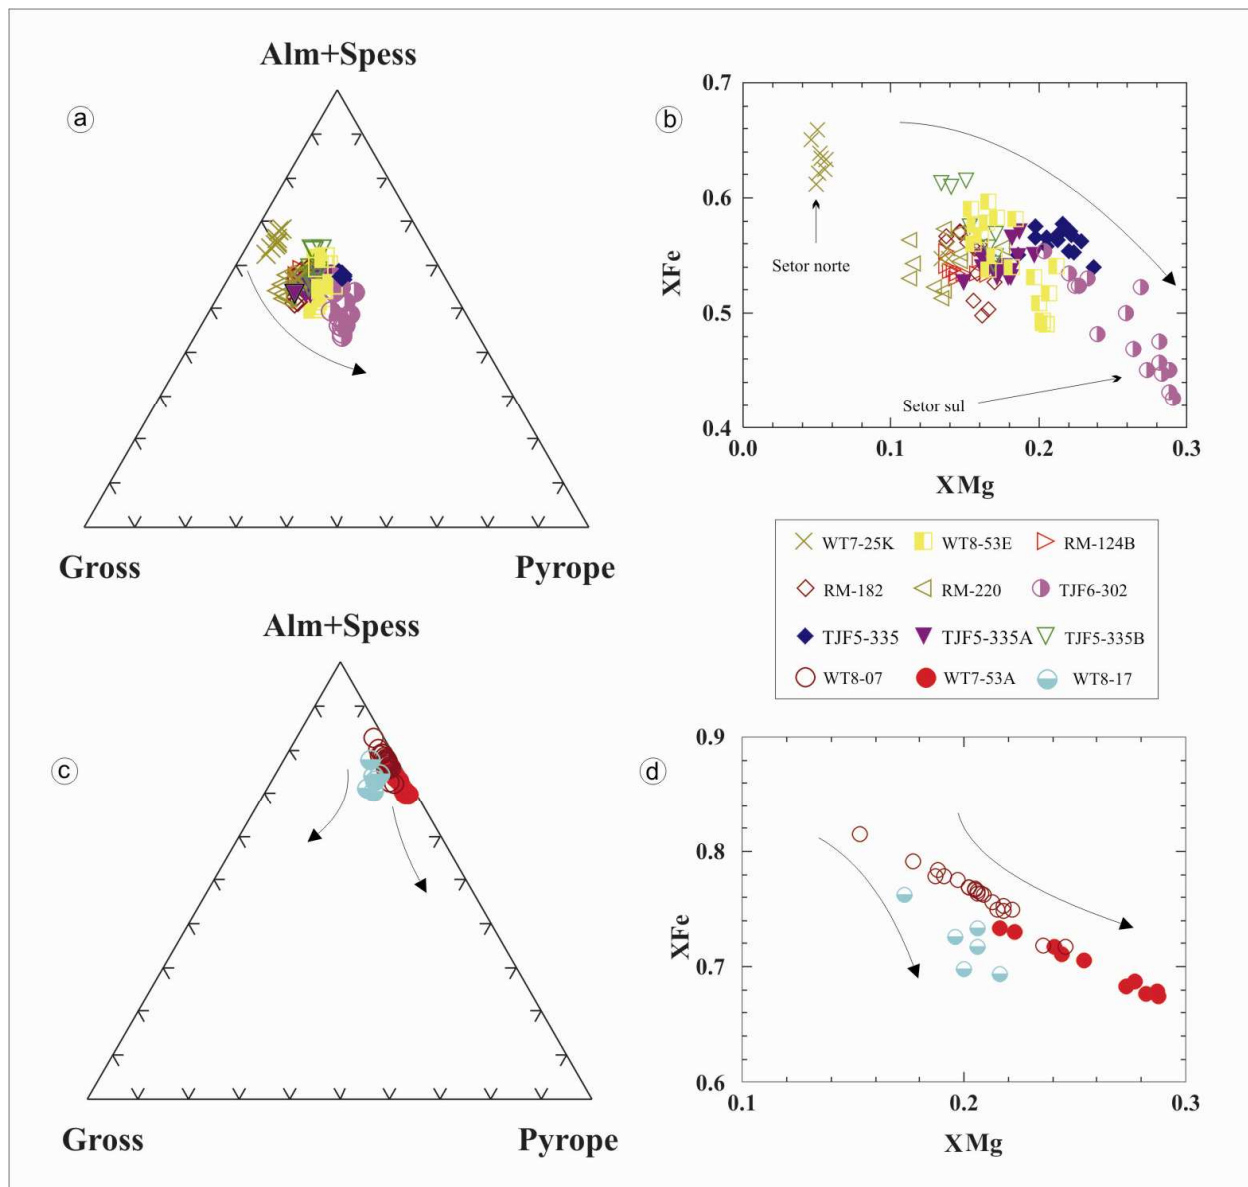 Alm+Spess
a
Gross
Pyrope
b
0.7
0.6
0.5
0.4
XFe
Setor norte
Setor sul
0.0
0.1
0.2
0.3
XMg
WT7-25K
WT8-53E
RM-124B
RM-182
RM-220
TJF6-302
TJF5-335
TJF5-335A
TJF5-335B
WT8-07
WT7-53A
WT8-17
Alm+Spess
c
Gross
Pyrope
d
0.9
0.8
0.7
0.6
XFe
0.1
0.2
0.3
XMg